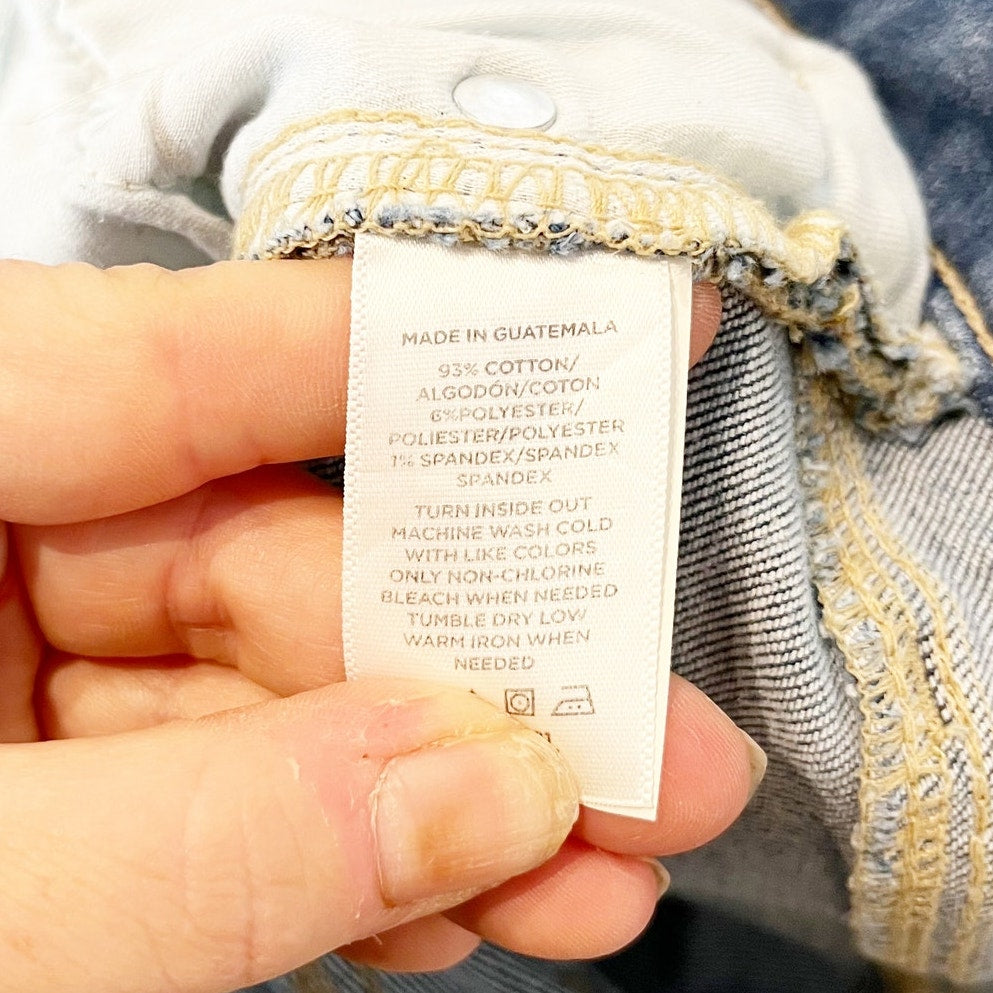 MADE IN GUATEMALA
93% COTTON/
ALGODÓN/COTON
6%POLYESTER/
POLIESTER/POLYESTER
1% SPANDEX/SPANDEX
SPANDEX
TURN INSIDE OUT
MACHINE WASH COLD
WITH LIKE COLORS
ONLY NON-CHLORINE
BLEACH WHEN NEEDED
TUMBLE DRY LOW
WARM IRON WHEN
NEEDED